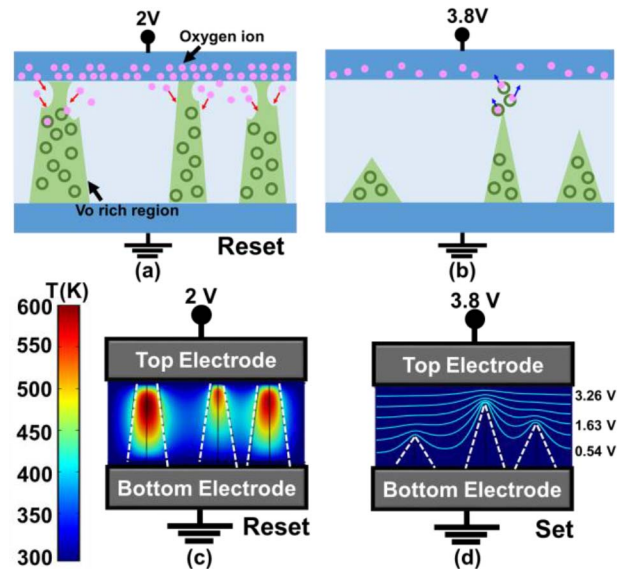 2V
Oxygen ion
Vo rich region
Reset
(a)
3.8V
(b)
T(K)
600
550
500
450
400
350
300
2 V
Top Electrode
Bottom Electrode
Reset
(c)
3.8 V
Top Electrode
3.26 V
1.63 V
0.54 V
Bottom Electrode
Set
(d)